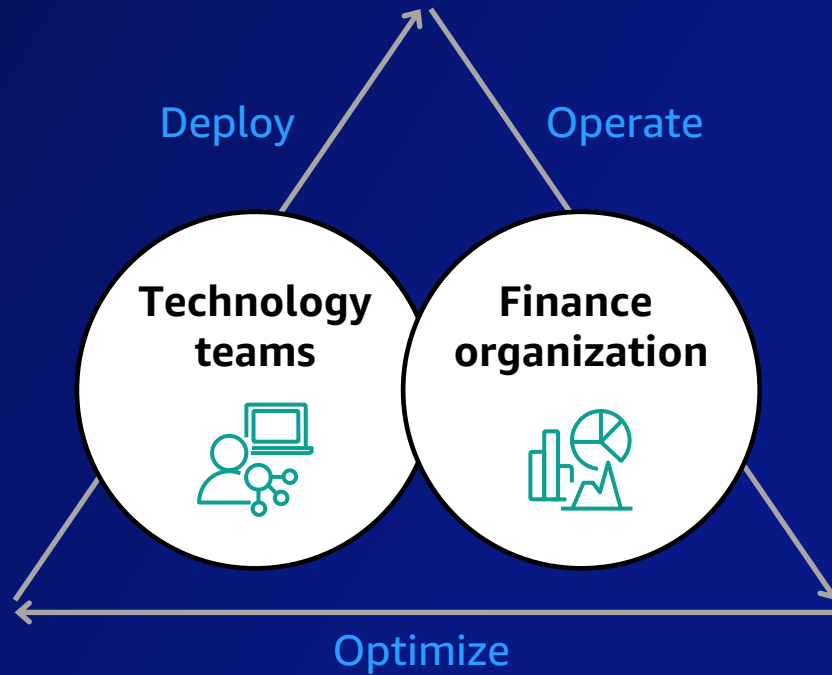 Deploy
Operate
Technology
teams
Finance
organization
Optimize